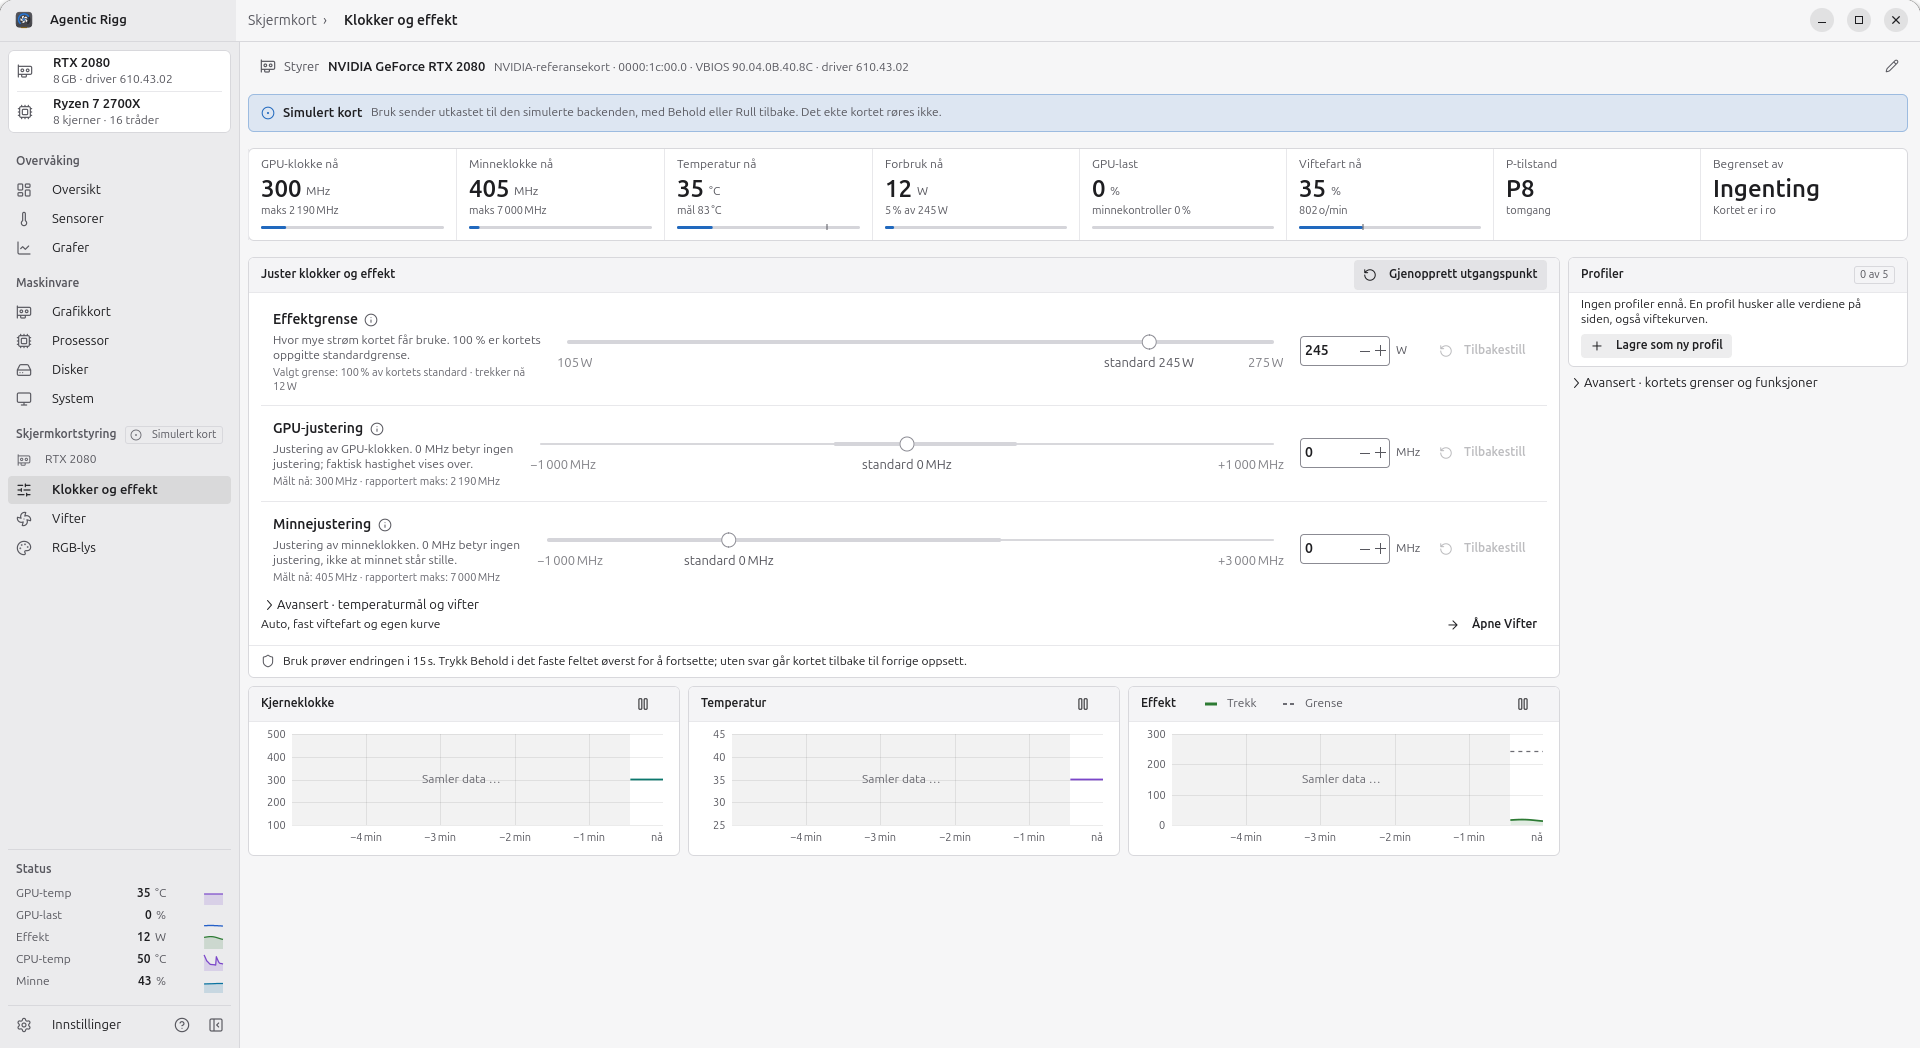 Agentic Rigg
Skjermkort › Klokker og effekt
RTX 2080
8 GB · driver 610.43.02
Ryzen 7 2700X
8 kjerner · 16 tråder
Overvåking
Oversikt
Sensorer
Grafer
Maskinvare
Grafikkort
Prosessor
Disker
System
Skjermkortstyring Simulert kort
RTX 2080
Klokker og effekt
Vifter
RGB-lys
Status
GPU-temp 35 °C
GPU-last 0 %
Effekt 12 W
CPU-temp 50 °C
Minne 43 %
Innstillinger
Styrer NVIDIA GeForce RTX 2080 NVIDIA-referansekort · 0000:1c:00.0 · VBIOS 90.04.0B.40.8C · driver 610.43.02
Simulert kort Bruk sender utkastet til den simulerte backenden, med Behold eller Rull tilbake. Det ekte kortet røres ikke.
GPU-klokke nå
300 MHz
maks 2 190 MHz
Minneklokke nå
405 MHz
maks 7 000 MHz
Temperatur nå
35 °C
mål 83 °C
Forbruk nå
12 W
5 % av 245 W
GPU-last
0 %
minnekontroller 0 %
Viftefart nå
35 %
802 o/min
P-tilstand
P8
tomgang
Begrenset av
Ingenting
Kortet er i ro
Juster klokker og effekt Gjenopprett utgangspunkt
Effektgrense
Hvor mye strøm kortet får bruke. 100 % er kortets
oppgitte standardgrense.
Valgt grense: 100 % av kortets standard · trekker nå
12 W
105 W standard 245 W 275 W
245 W Tilbakestill
GPU-justering
Justering av GPU-klokken. 0 MHz betyr ingen
justering; faktisk hastighet vises over.
Målt nå: 300 MHz · rapportert maks: 2 190 MHz
−1 000 MHz standard 0 MHz +1 000 MHz
0 MHz Tilbakestill
Minnejustering
Justering av minneklokken. 0 MHz betyr ingen
justering, ikke at minnet står stille.
Målt nå: 405 MHz · rapportert maks: 7 000 MHz
−1 000 MHz standard 0 MHz +3 000 MHz
0 MHz Tilbakestill
Avansert · temperaturmål og vifter
Auto, fast viftefart og egen kurve Åpne Vifter
Bruk prøver endringen i 15 s. Trykk Behold i det faste feltet øverst for å fortsette; uten svar går kortet tilbake til forrige oppsett.
Profiler 0 av 5
Ingen profiler ennå. En profil husker alle verdiene på
siden, også viftekurven.
Lagre som ny profil
Avansert · kortets grenser og funksjoner
Kjerneklokke
500
400
300
200
100
Samler data …
−4 min −3 min −2 min −1 min nå
Temperatur
45
40
35
30
25
Samler data …
−4 min −3 min −2 min −1 min nå
Effekt Trekk Grense
300
200
100
0
Samler data …
−4 min −3 min −2 min −1 min nå